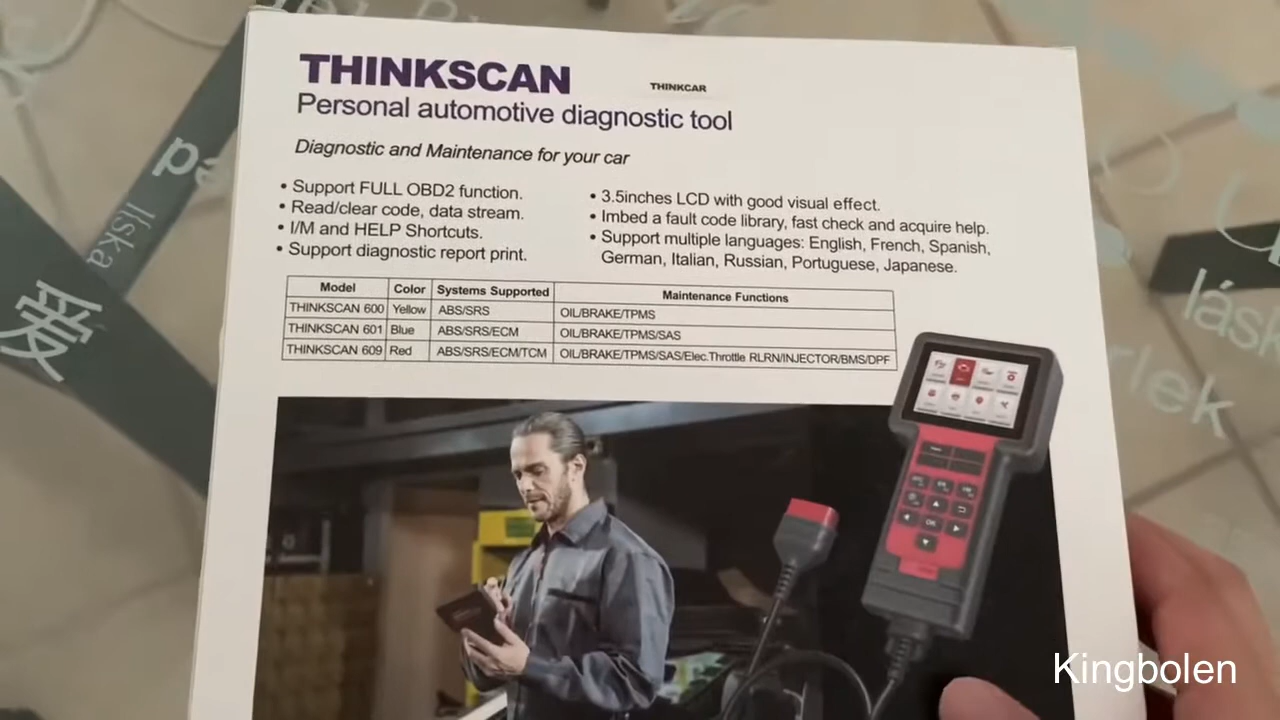 THINKSCAN
THINKCAR
Personal automotive diagnostic tool
Diagnostic and Maintenance for your car
• Support FULL OBD2 function.
• Read/clear code, data stream.
• I/M and HELP Shortcuts.
• Support diagnostic report print.
• 3.5inches LCD with good visual effect.
• Imbed a fault code library, fast check and acquire help.
• Support multiple languages: English, French, Spanish,
German, Italian, Russian, Portuguese, Japanese.
Model Color Systems Supported Maintenance Functions
THINKSCAN 600 Yellow ABS/SRS OIL/BRAKE/TPMS
THINKSCAN 601 Blue ABS/SRS/ECM OIL/BRAKE/TPMS/SAS
THINKSCAN 609 Red ABS/SRS/ECM/TCM OIL/BRAKE/TPMS/SAS/Elec.Throttle RLRN/INJECTOR/BMS/DPF
爱
líska
OK
Kingbolen